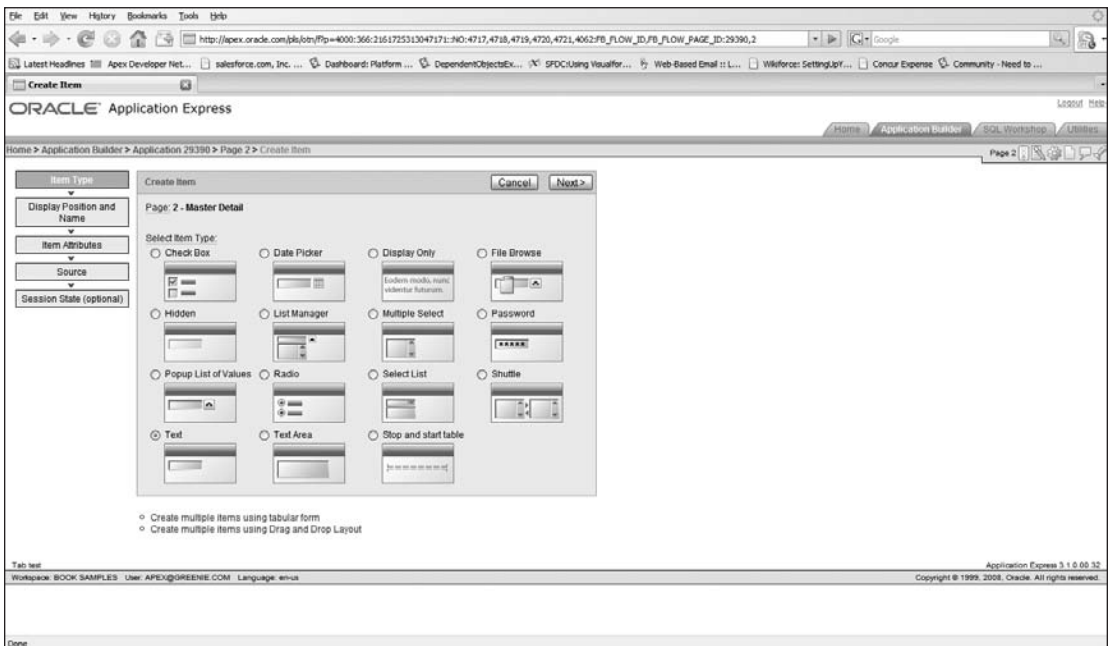 File Edit View History Bookmarks Tools Help
http://apex.oracle.com/pls/otn/f?p=4000:366:2161725313047171::NO:4717,4718,4719,4720,4721,4062:FB_FLOW_ID,FB_FLOW_PAGE_ID:29390,2
Google
Latest Headlines Apex Developer Net... salesforce.com, Inc. ... Dashboard: Platform ... DependentObjectsEx... SFDC:Using Visualfor... Web-Based Email :: L... Wikiforce: SettingUpY... Concur Expense Community - Need to ...
Create Item
ORACLE Application Express
Logout Help
Home Application Builder SQL Workshop Utilities
Home > Application Builder > Application 29390 > Page 2 > Create Item
Page 2
Item Type
Display Position and Name
Item Attributes
Source
Session State (optional)
Create Item
Cancel Next >
Page: 2 - Master Detail
Select Item Type:
Check Box Date Picker Display Only File Browse
Eodem modo, nunc
videntur futurum.
Hidden List Manager Multiple Select Password
Popup List of Values Radio Select List Shuttle
Text Text Area Stop and start table
Create multiple items using tabular form
Create multiple items using Drag and Drop Layout
Tab test
Application Express 3.1.0.00.32
Workspace: BOOK SAMPLES User: APEX@GREENIE.COM Language: en-us
Copyright © 1999, 2008, Oracle. All rights reserved.
Done